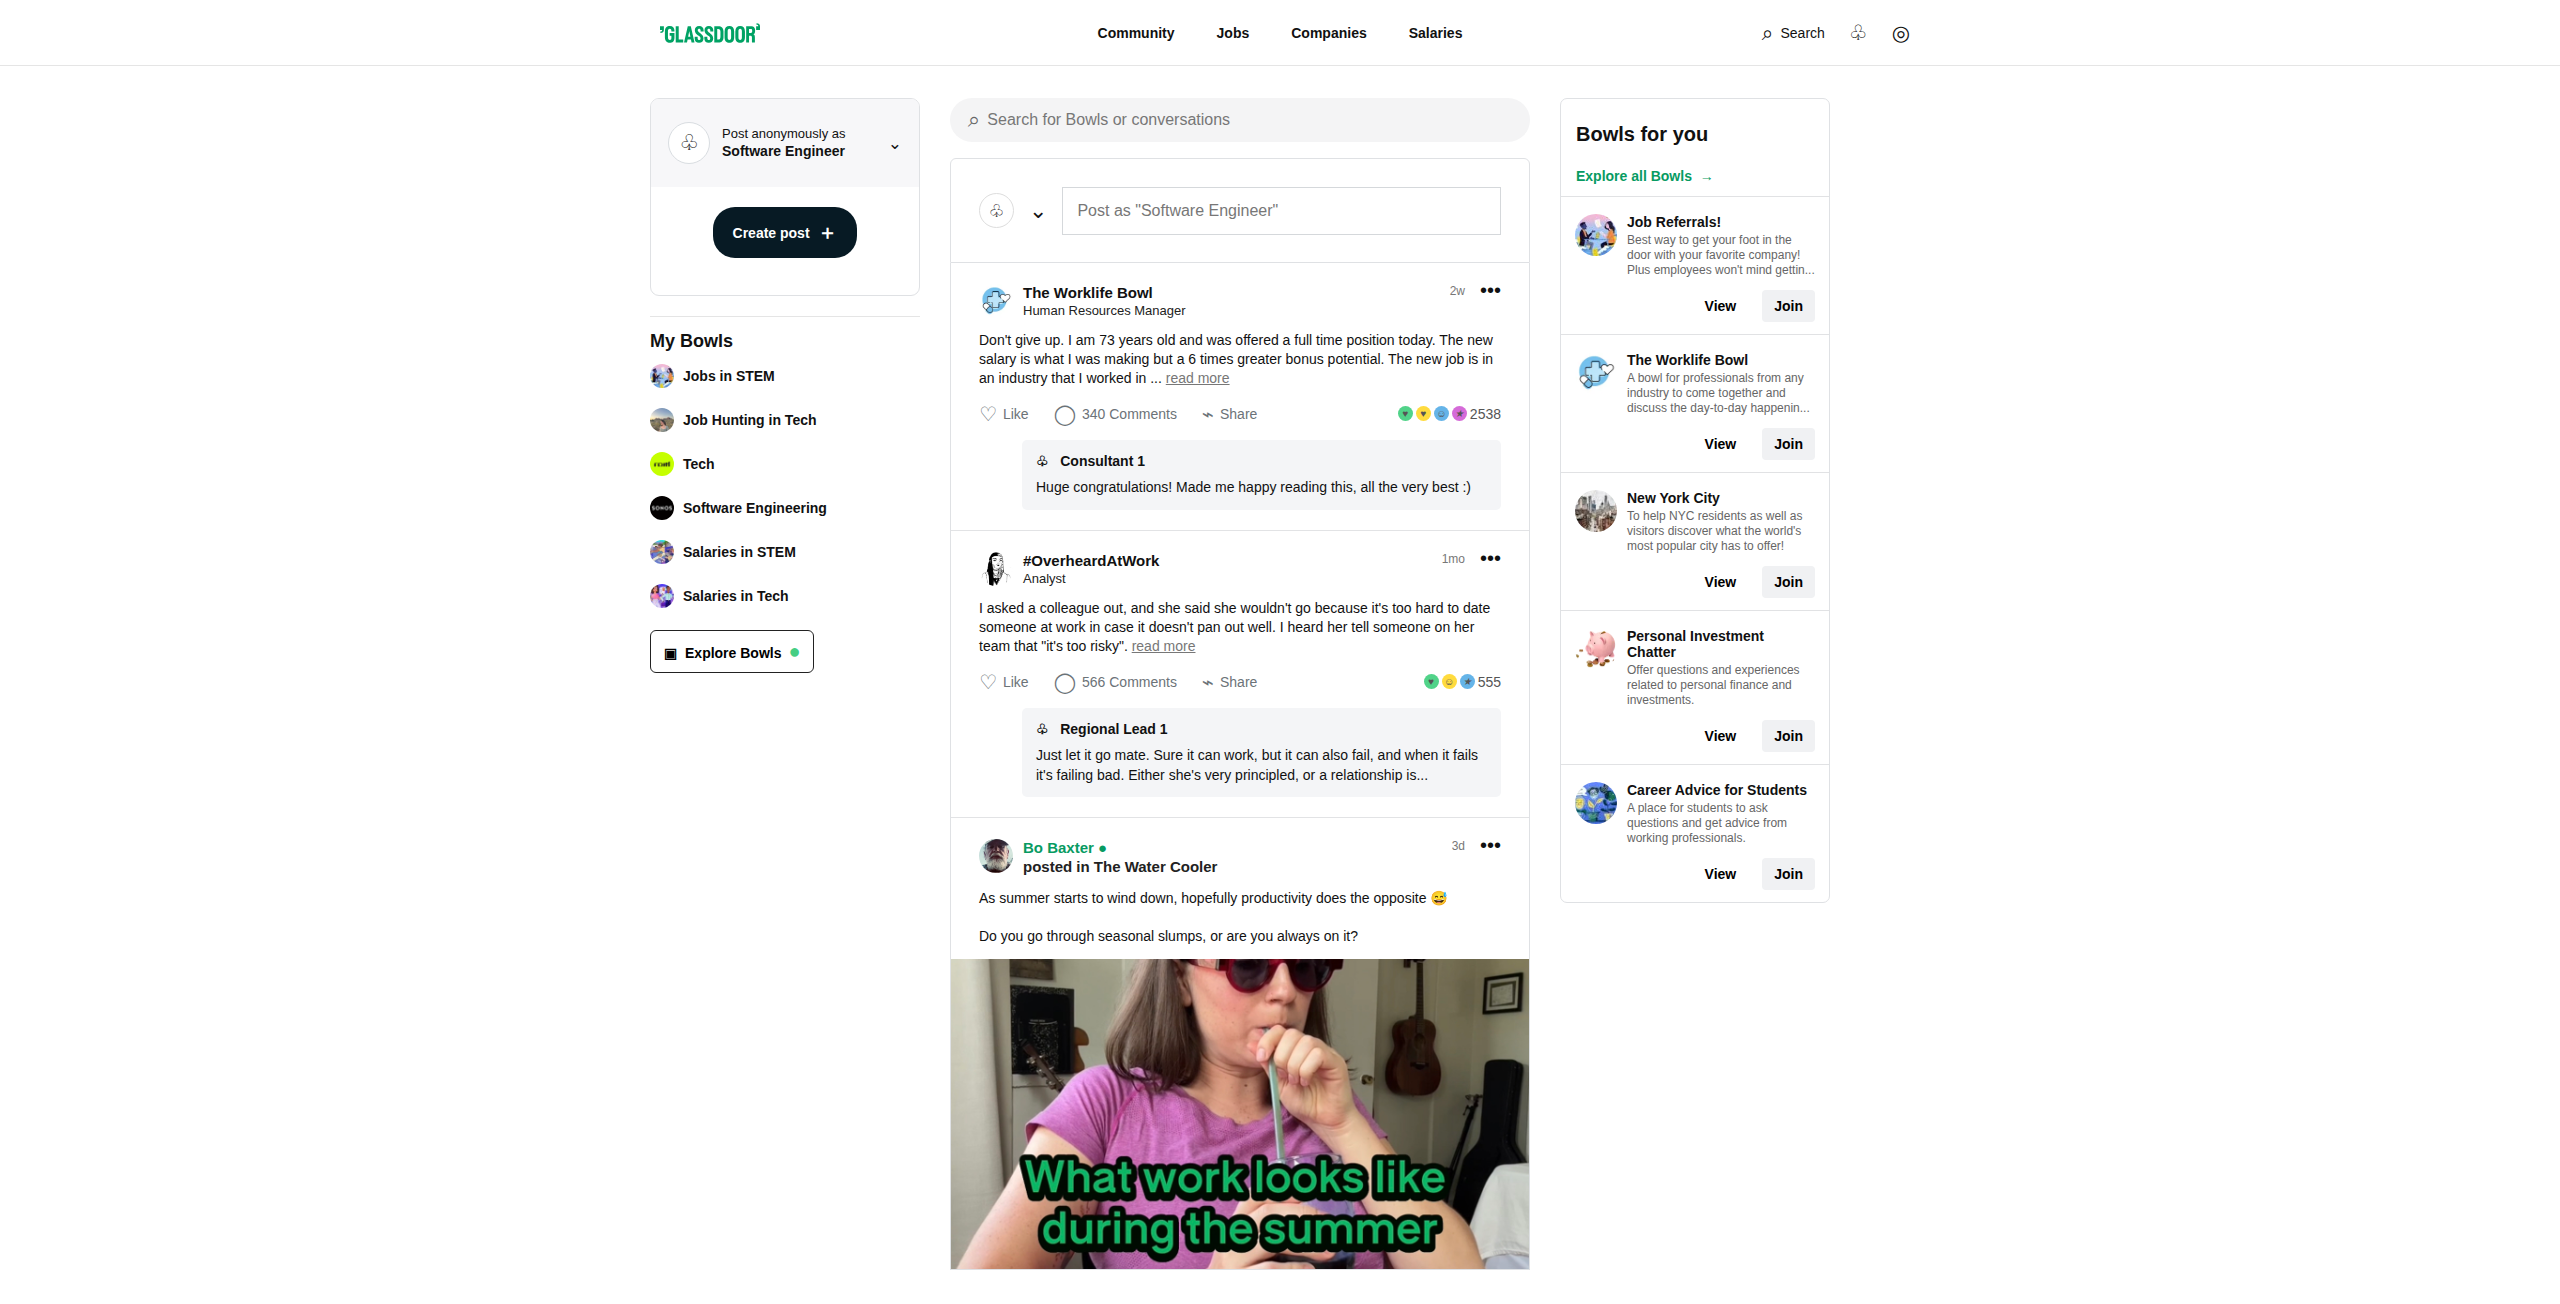 GLASSDOOR
Community
Jobs
Companies
Salaries
Search
Post anonymously as
Software Engineer
Create post +
My Bowls
Jobs in STEM
Job Hunting in Tech
Tech
Software Engineering
SONOS
Salaries in STEM
Salaries in Tech
Explore Bowls
Search for Bowls or conversations
Post as "Software Engineer"
The Worklife Bowl
2w •••
Human Resources Manager
Don't give up. I am 73 years old and was offered a full time position today. The new
salary is what I was making but a 6 times greater bonus potential. The new job is in
an industry that I worked in ... read more
Like
340 Comments
Share
2538
Consultant 1
Huge congratulations! Made me happy reading this, all the very best :)
#OverheardAtWork
1mo •••
Analyst
I asked a colleague out, and she said she wouldn't go because it's too hard to date
someone at work in case it doesn't pan out well. I heard her tell someone on her
team that "it's too risky". read more
Like
566 Comments
Share
555
Regional Lead 1
Just let it go mate. Sure it can work, but it can also fail, and when it fails
it's failing bad. Either she's very principled, or a relationship is...
Bo Baxter ●
3d •••
posted in The Water Cooler
As summer starts to wind down, hopefully productivity does the opposite 😅
Do you go through seasonal slumps, or are you always on it?
What work looks like
during the summer
Bowls for you
Explore all Bowls →
Job Referrals!
Best way to get your foot in the
door with your favorite company!
Plus employees won't mind gettin...
View
Join
The Worklife Bowl
A bowl for professionals from any
industry to come together and
discuss the day-to-day happenin...
View
Join
New York City
To help NYC residents as well as
visitors discover what the world's
most popular city has to offer!
View
Join
Personal Investment
Chatter
Offer questions and experiences
related to personal finance and
investments.
View
Join
Career Advice for Students
A place for students to ask
questions and get advice from
working professionals.
View
Join